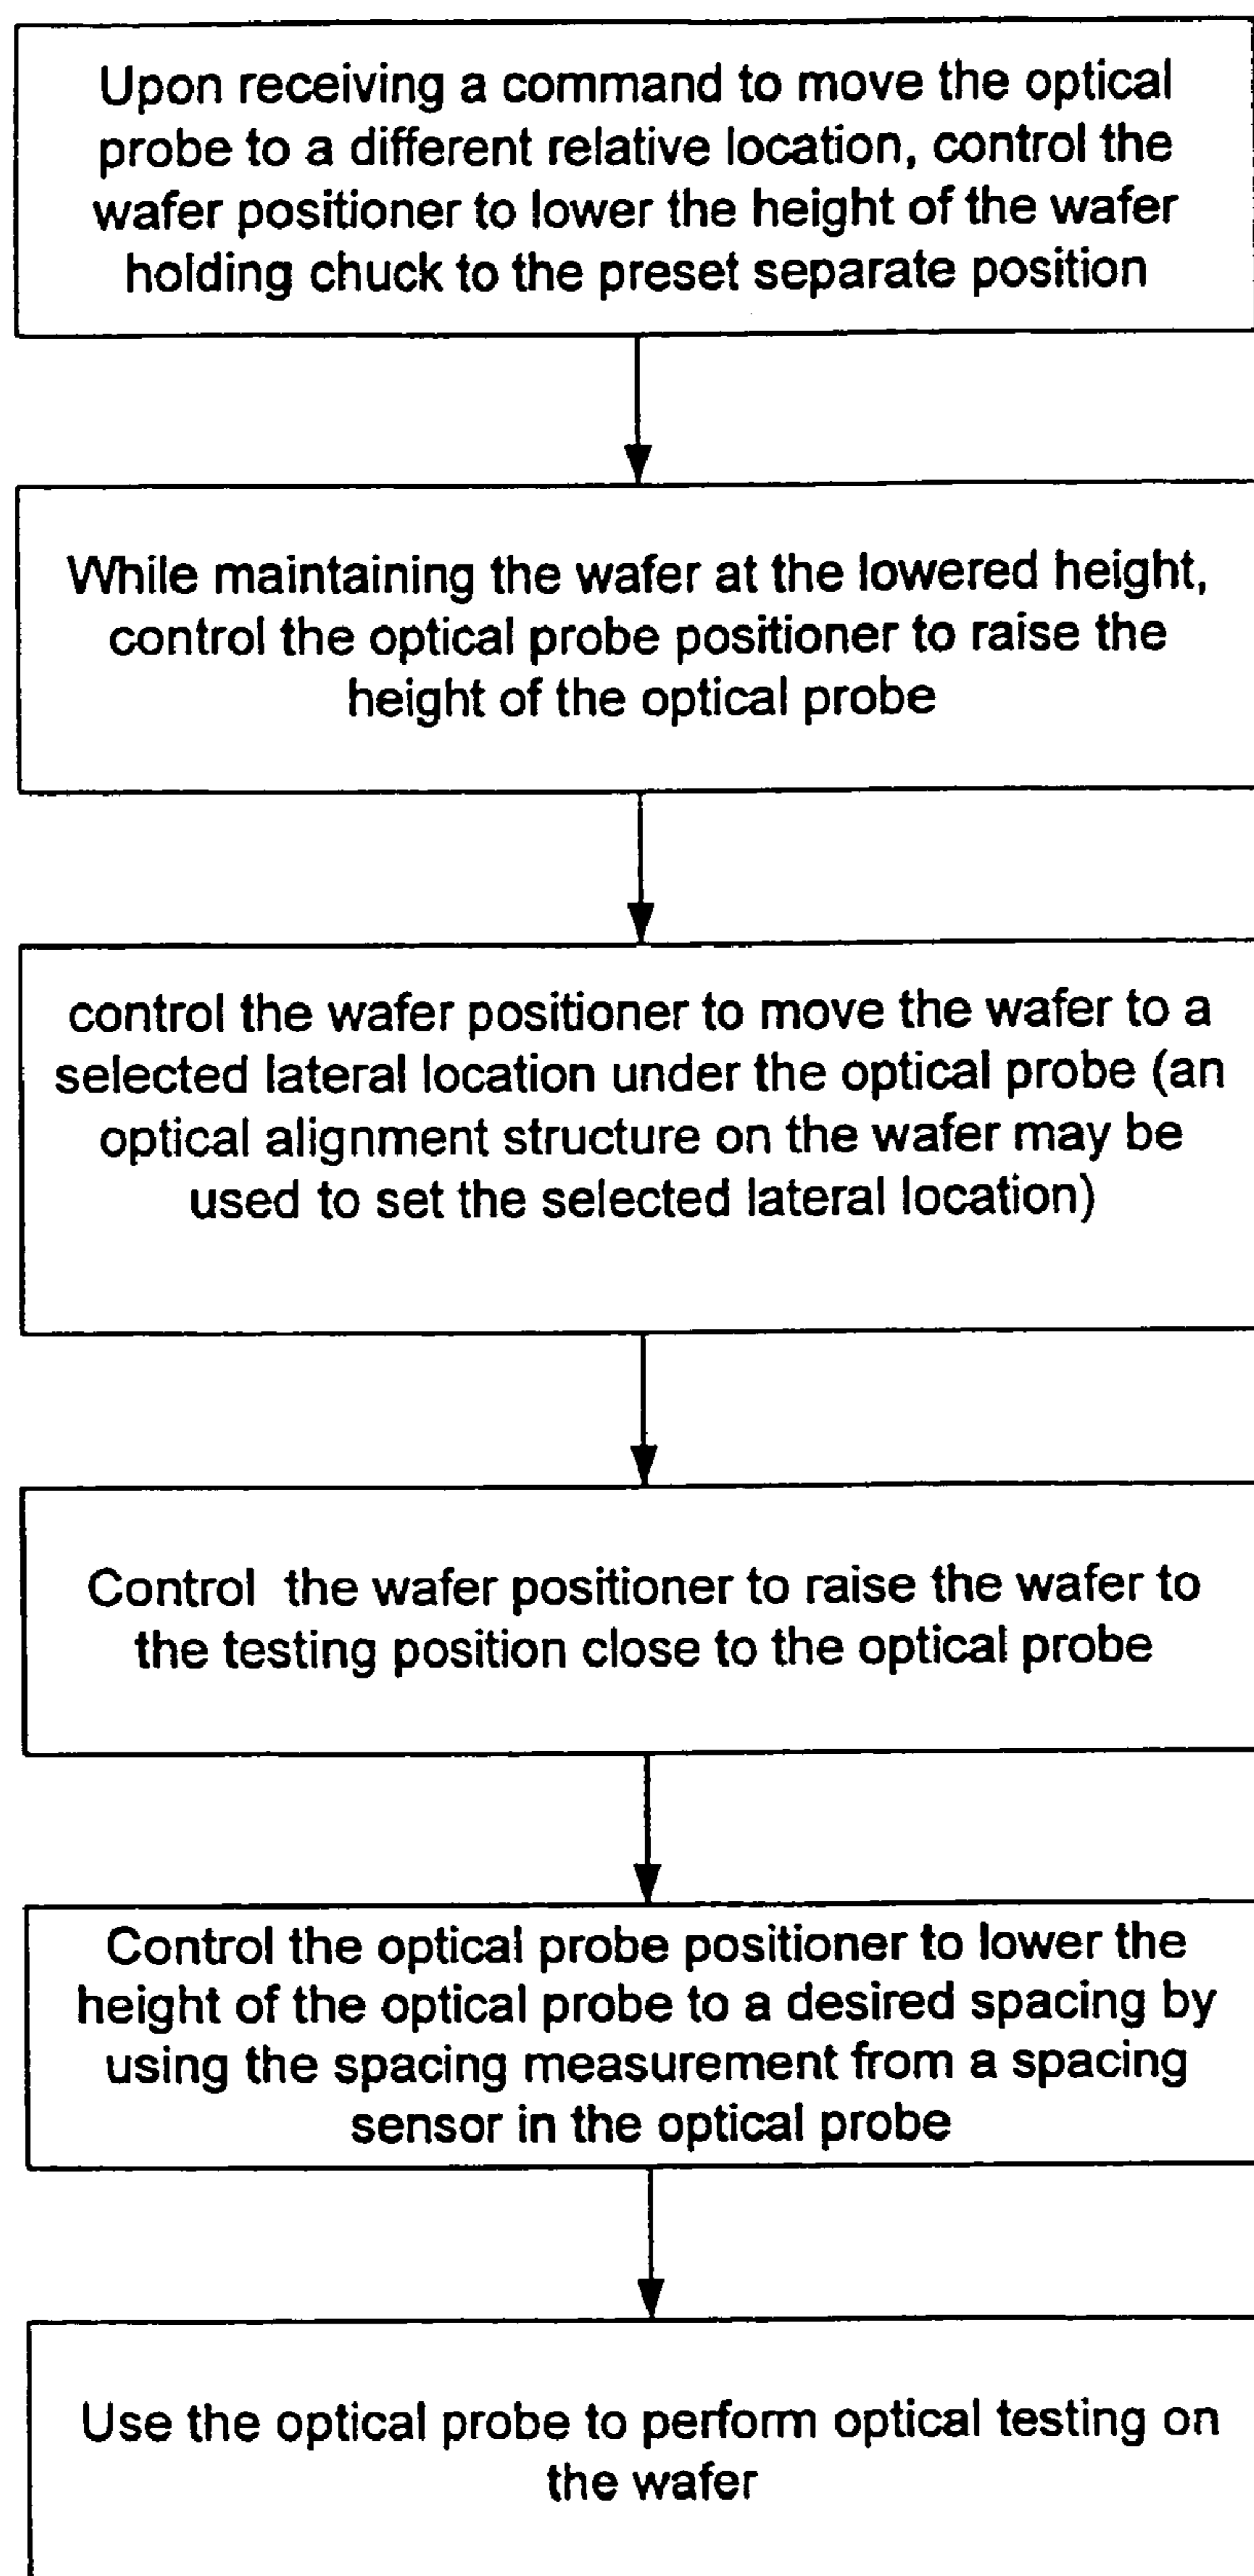 Upon receiving a command to move the optical
probe to a different relative location, control the
wafer positioner to lower the height of the wafer
holding chuck to the preset separate position
While maintaining the wafer at the lowered height,
control the optical probe positioner to raise the
height of the optical probe
control the wafer positioner to move the wafer to a
selected lateral location under the optical probe (an
optical alignment structure on the wafer may be
used to set the selected lateral location)
Control the wafer positioner to raise the wafer to
the testing position close to the optical probe
Control the optical probe positioner to lower the
height of the optical probe to a desired spacing by
using the spacing measurement from a spacing
sensor in the optical probe
Use the optical probe to perform optical testing on
the wafer